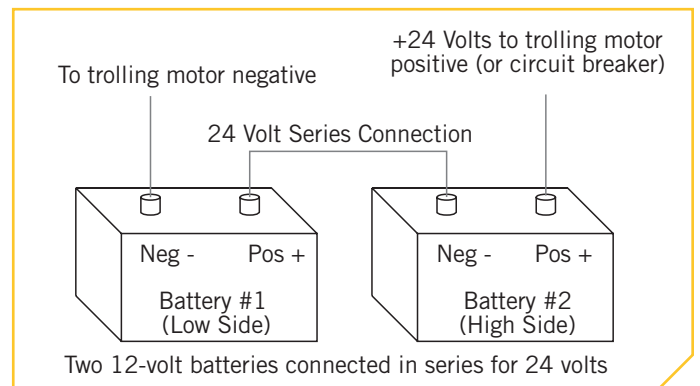 +24 Volts to trolling motor
positive (or circuit breaker)
To trolling motor negative
24 Volt Series Connection
Neg -
Pos +
Battery #1
(Low Side)
Neg -
Pos +
Battery #2
(High Side)
Two 12-volt batteries connected in series for 24 volts